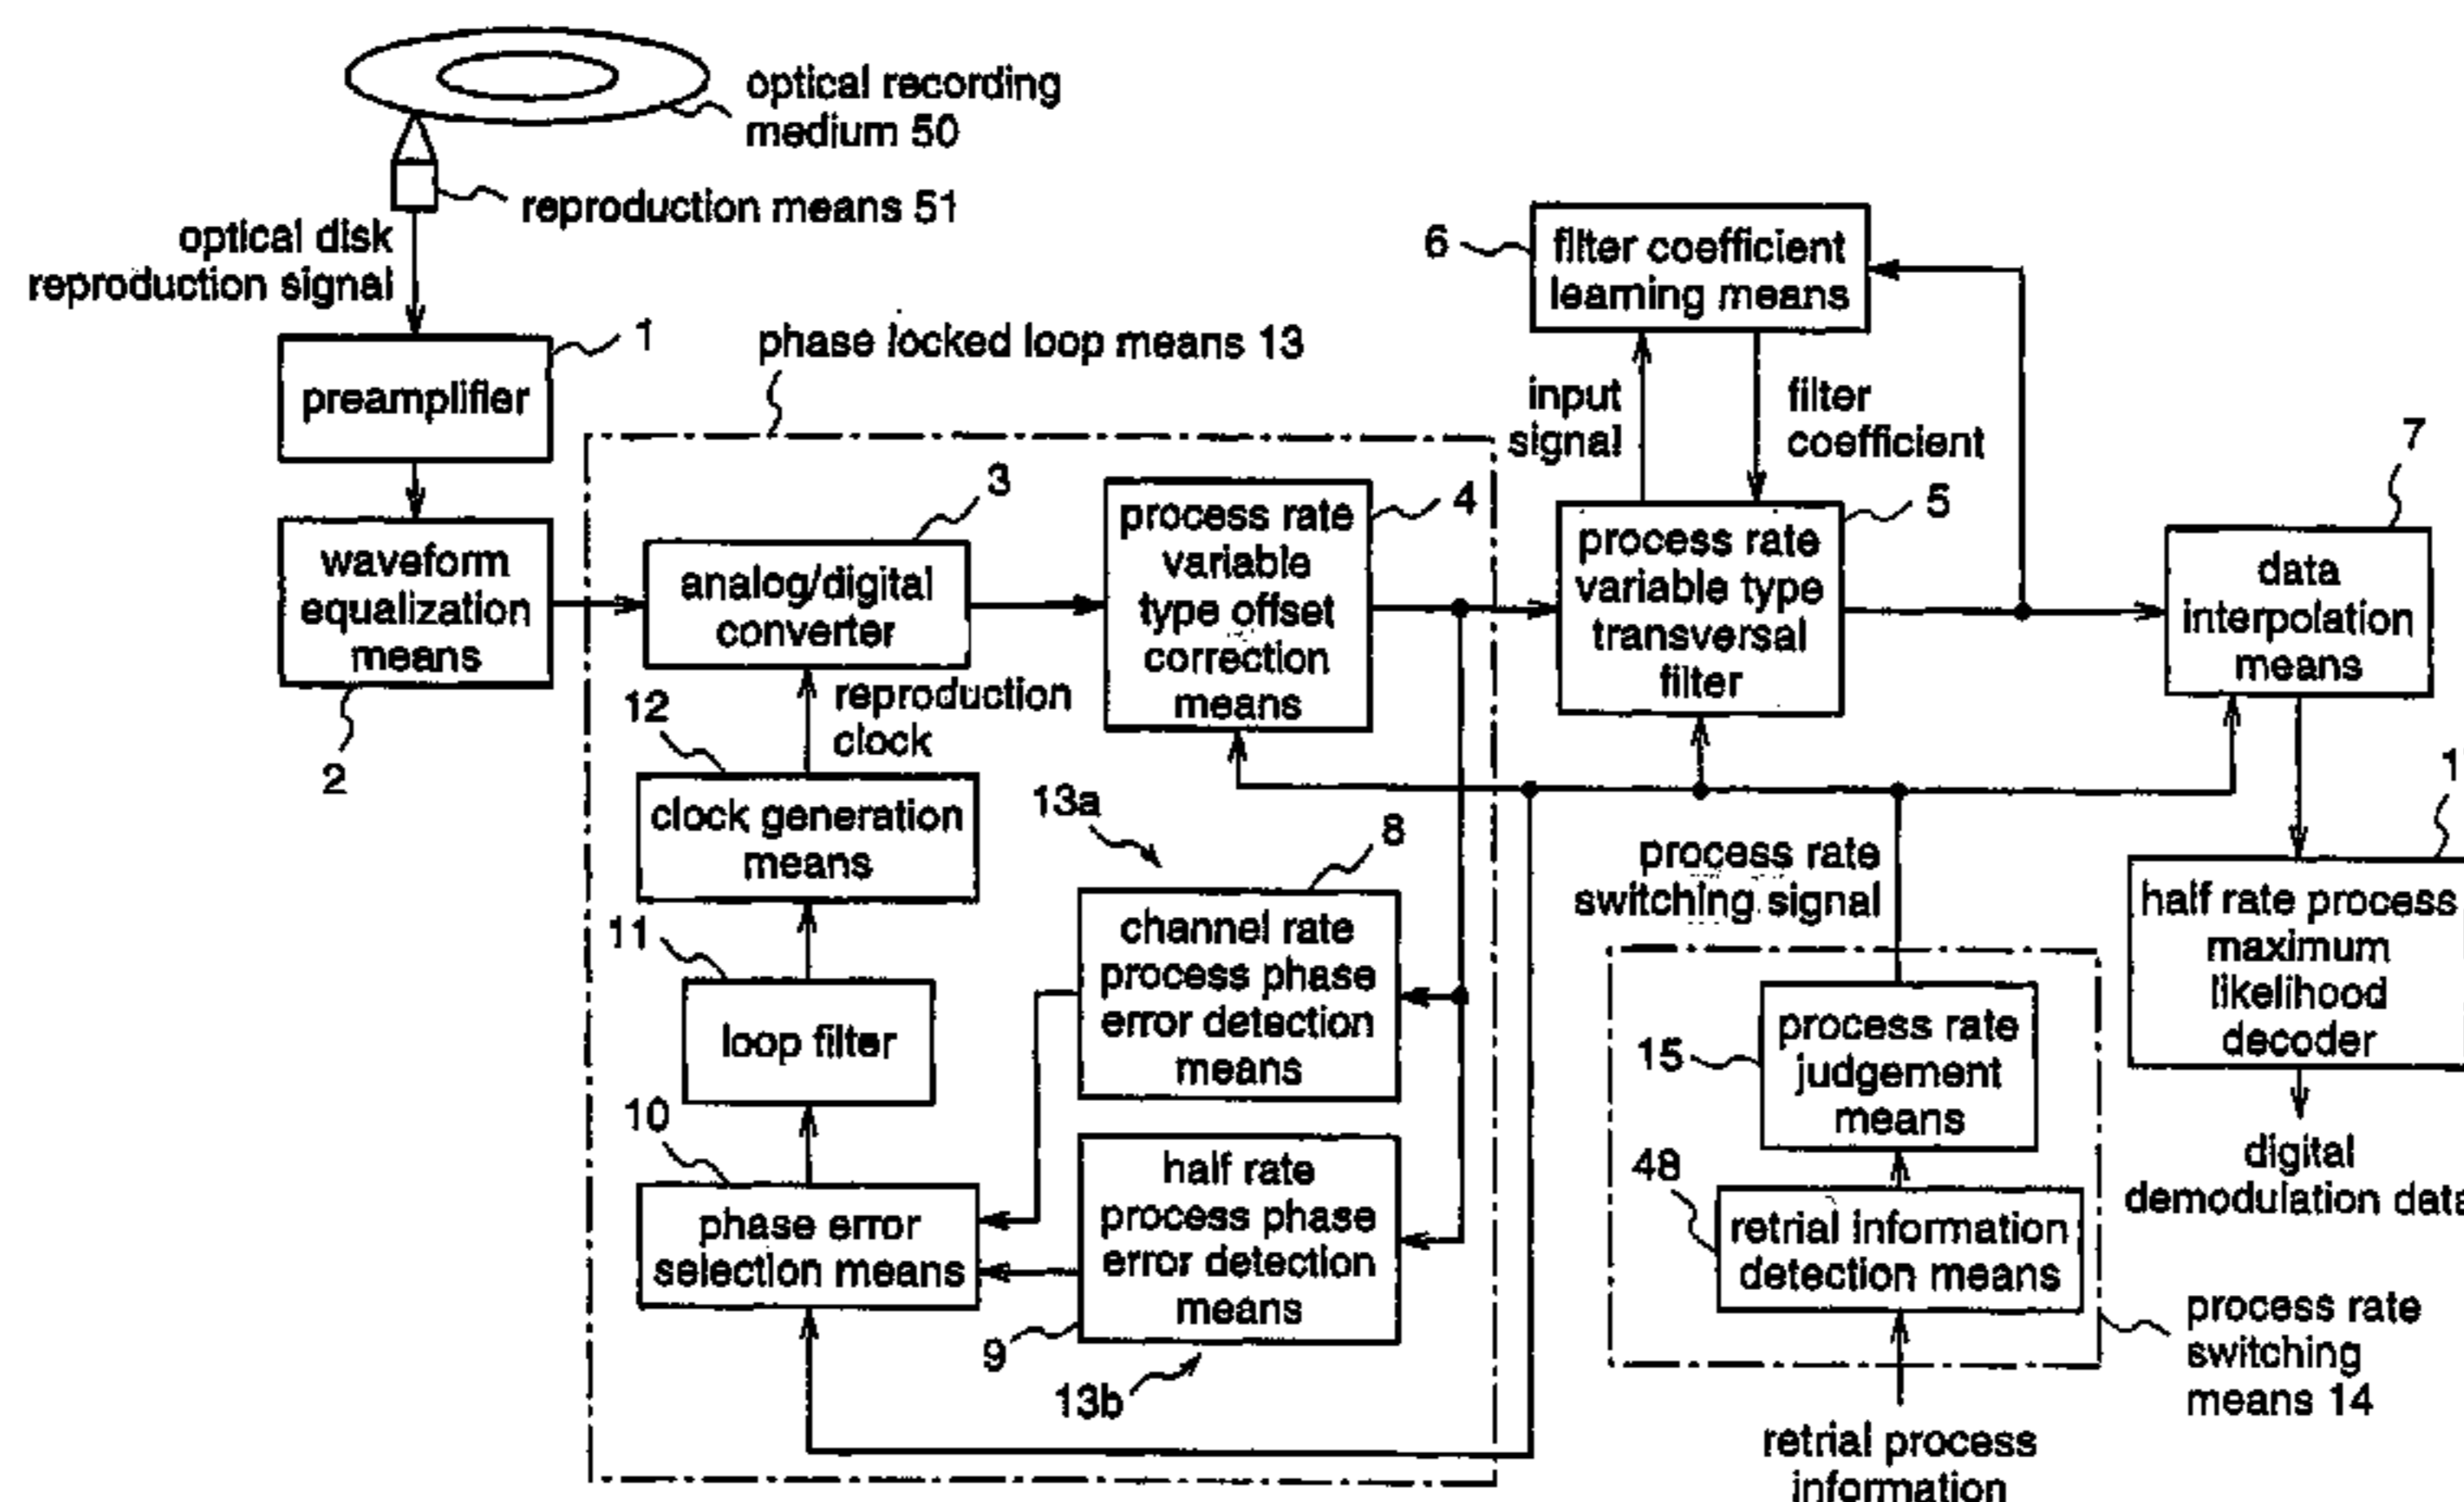 optical recording
medium 50
reproduction means 51
optical disk
reproduction signal
1
preamplifier
waveform
equalization
means
2
phase locked loop means 13
3
analog/digital
converter
4
process rate
variable
type offset
correction
means
reproduction
clock
12
clock generation
means
11
loop filter
10
phase error
selection means
13a
8
channel rate
process phase
error detection
means
half rate
process phase
error detection
means
9
13b
6
filter coefficient
learning means
input
signal
filter
coefficient
5
process rate
variable type
transversal
filter
7
data
interpolation
means
process rate
switching signal
1
half rate process
maximum
likelihood
decoder
digital
demodulation data
15
process rate
judgement
means
48
retrial information
detection means
process rate
switching
means 14
retrial process
information